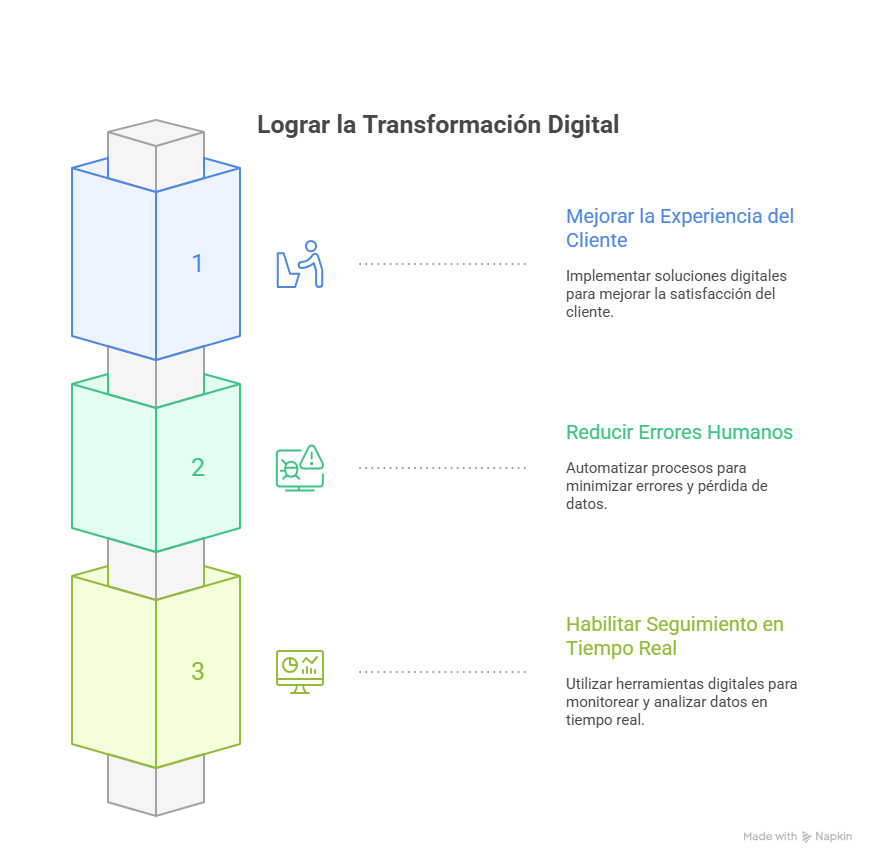 Lograr la Transformación Digital
1
Mejorar la Experiencia del
Cliente
Implementar soluciones digitales
para mejorar la satisfacción del
cliente.
2
Reducir Errores Humanos
Automatizar procesos para
minimizar errores y pérdida de
datos.
3
Habilitar Seguimiento en
Tiempo Real
Utilizar herramientas digitales para
monitorear y analizar datos en
tiempo real.
Made with Napkin